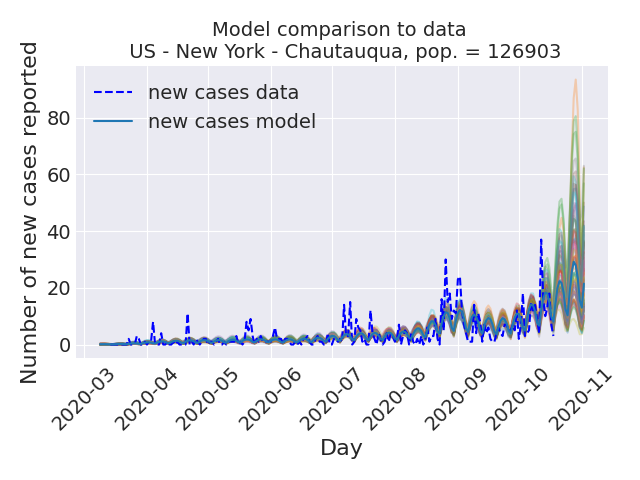 Model comparison to data
US - New York - Chautauqua, pop. = 126903
Number of new cases reported
new cases data
new cases model
80
60
40
20
0
2020-03
2020-04
2020-05
2020-06
2020-07
2020-08
2020-09
2020-10
2020-11
Day